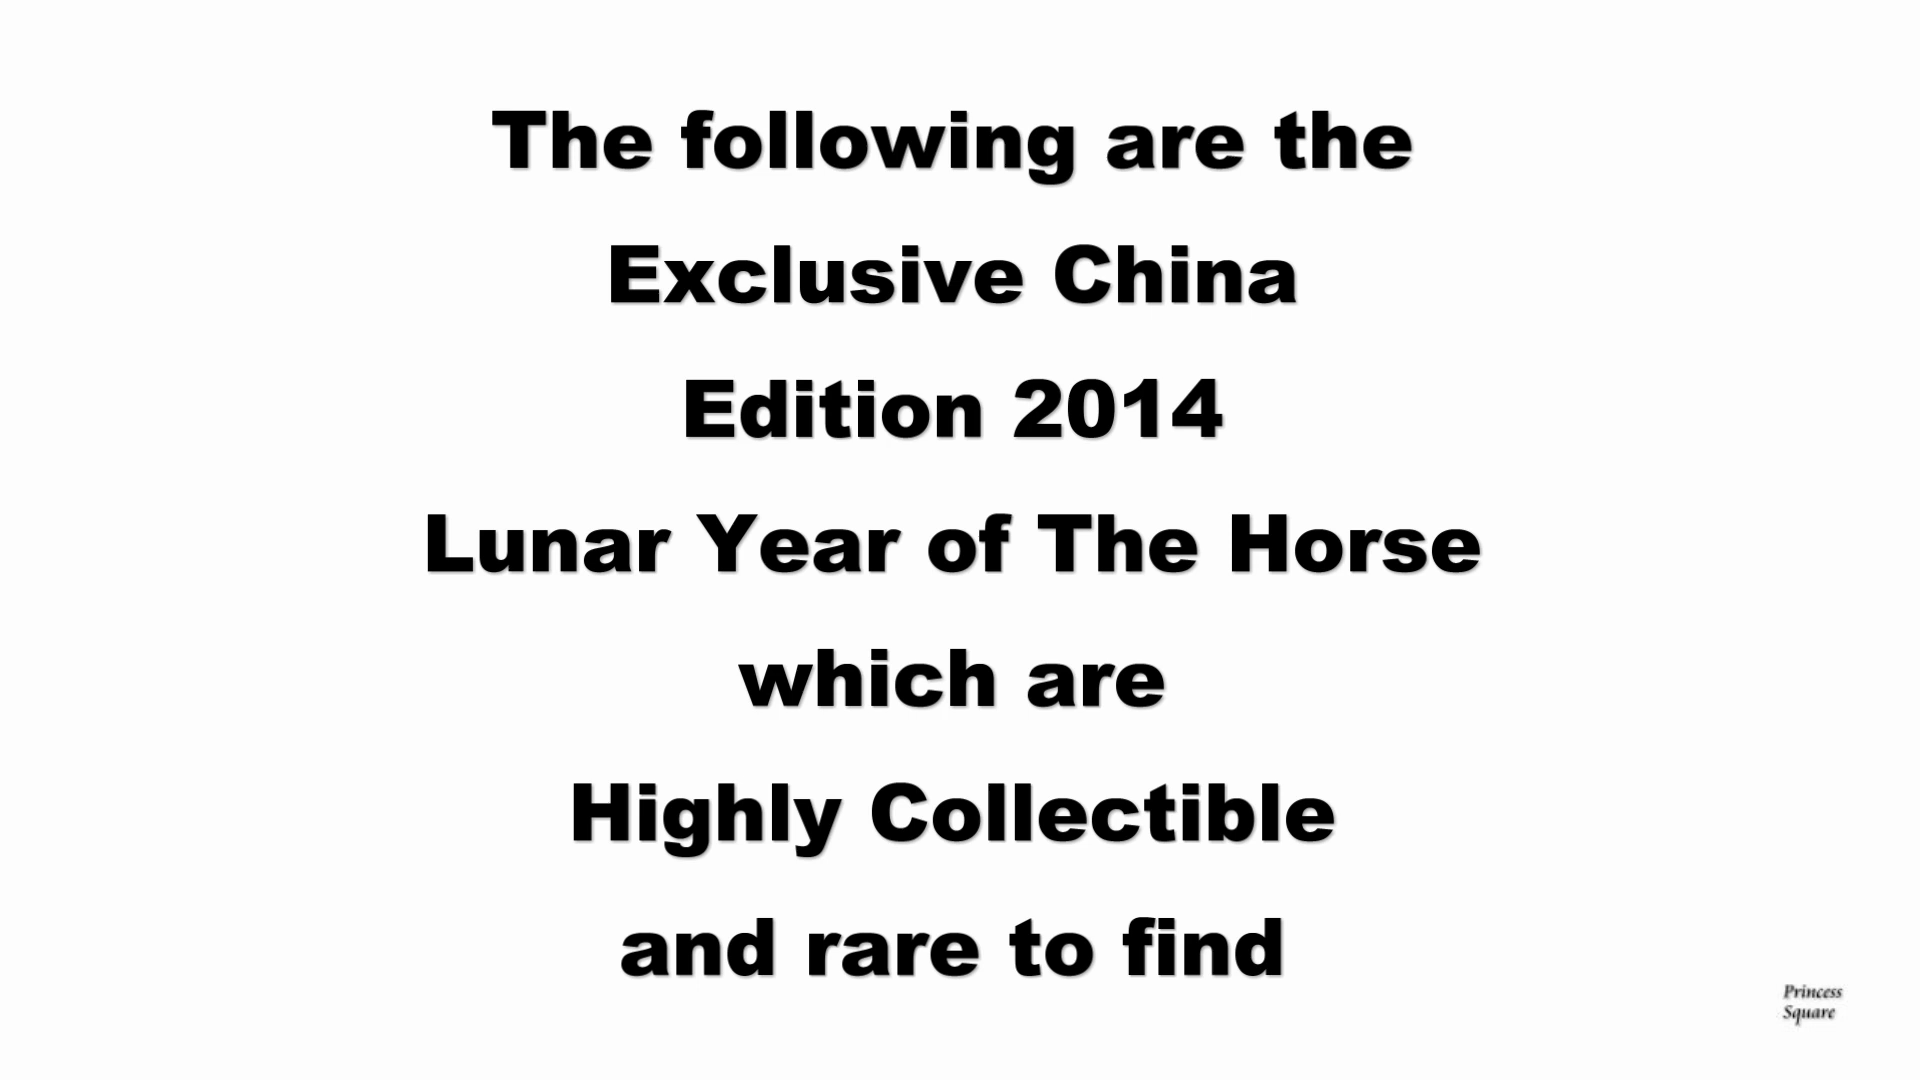 The following are the
Exclusive China
Edition 2014
Lunar Year of The Horse
which are
Highly Collectible
and rare to find
Princess
Square